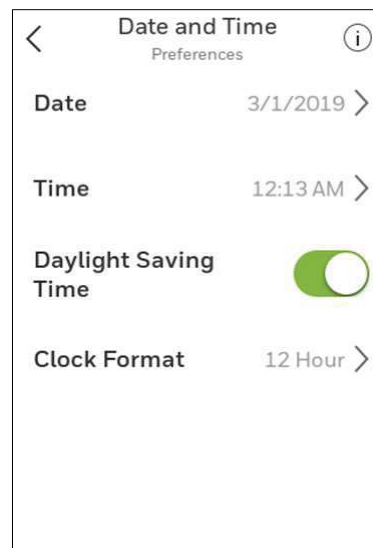 Date and Time
Preferences
i
Date 3/1/2019
Time 12:13 AM
Daylight Saving
Time
Clock Format 12 Hour